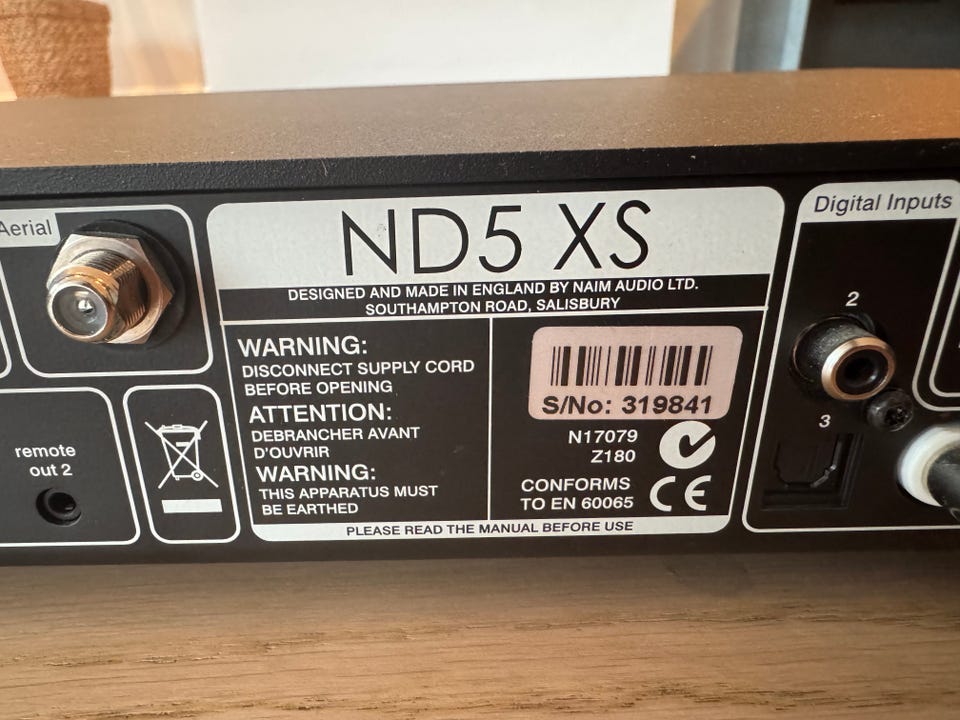 Aerial
ND5 XS
DESIGNED AND MADE IN ENGLAND BY NAIM AUDIO LTD.
SOUTHAMPTON ROAD, SALISBURY
WARNING:
DISCONNECT SUPPLY CORD
BEFORE OPENING
ATTENTION:
DEBRANCHER AVANT
D'OUVRIR
WARNING:
THIS APPARATUS MUST
BE EARTHED
S/No: 319841
N17079
Z180
CONFORMS
TO EN 60065
CE
PLEASE READ THE MANUAL BEFORE USE
remote
out 2
Digital Inputs
2
3